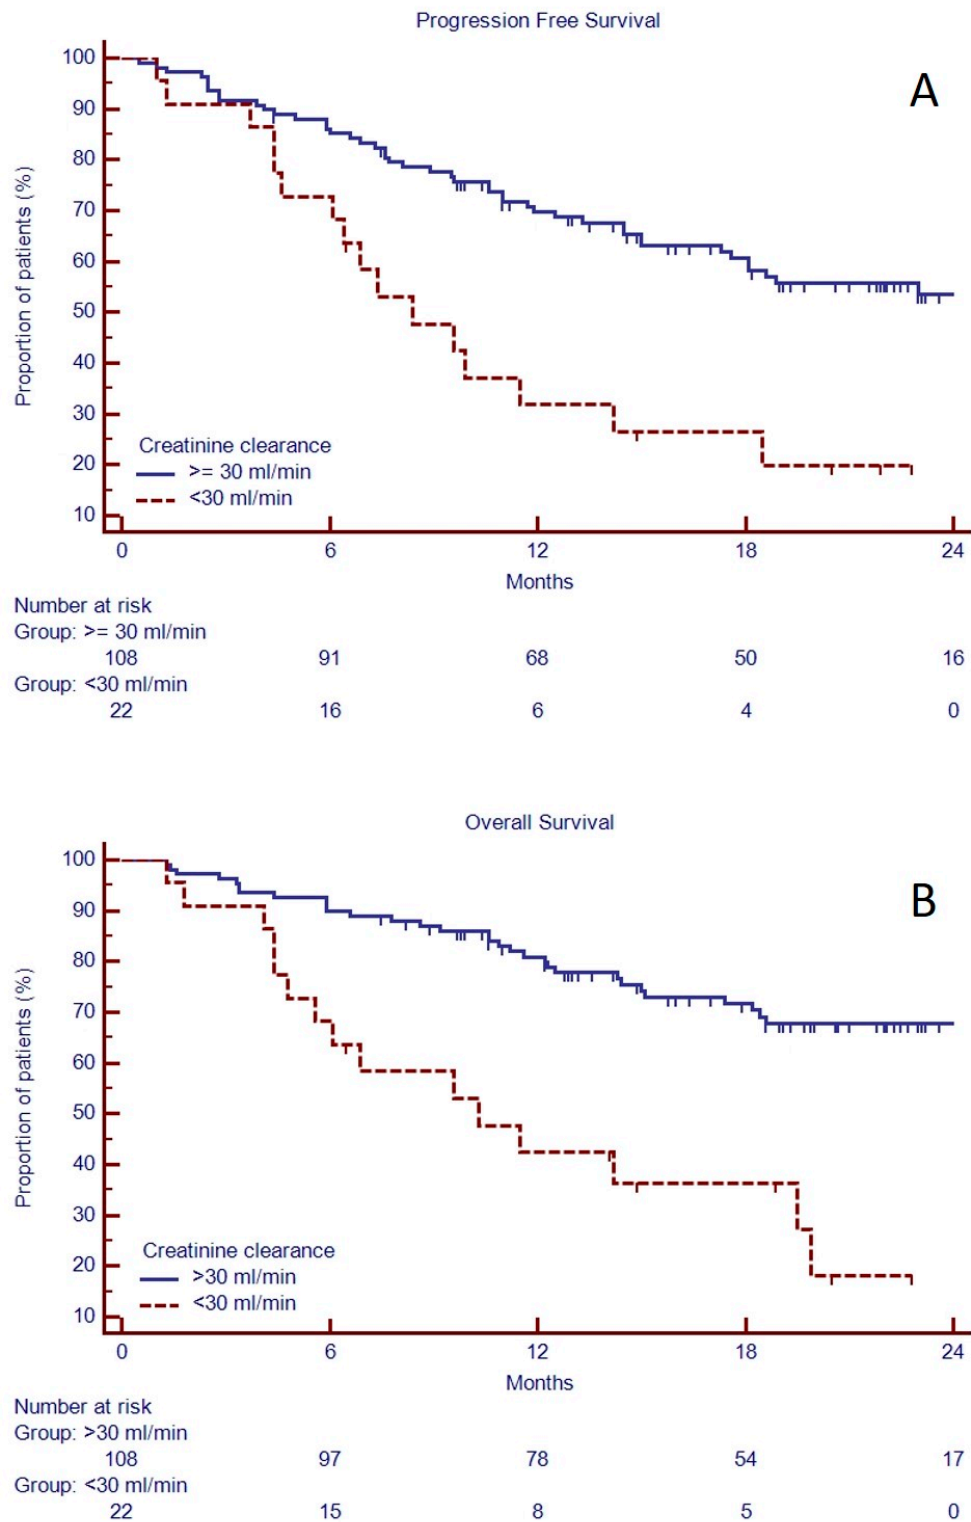 Progression Free Survival
A
Proportion of patients (%)
100
90
80
70
60
50
40
30
20
10
Creatinine clearance
>= 30 ml/min
<30 ml/min
0 6 12 18 24
Months
Number at risk
Group: >= 30 ml/min
108 91 68 50 16
Group: <30 ml/min
22 16 6 4 0
Overall Survival
B
Proportion of patients (%)
100
90
80
70
60
50
40
30
20
10
Creatinine clearance
>30 ml/min
<30 ml/min
0 6 12 18 24
Months
Number at risk
Group: >30 ml/min
108 97 78 54 17
Group: <30 ml/min
22 15 8 5 0